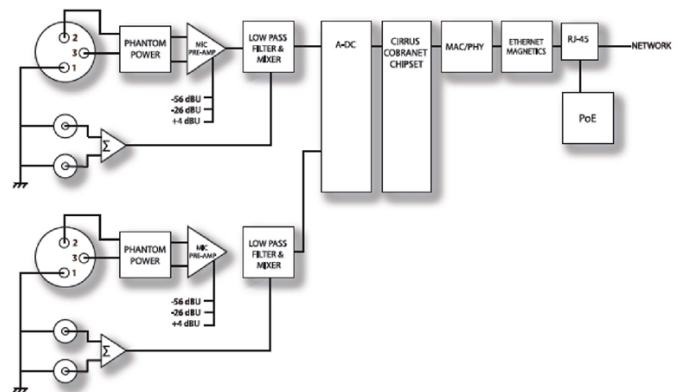 2
3
1
PHANTOM
POWER
MIC
PRE-AMP
LOW PASS
FILTER &
MIXER
A-DC
CIRRUS
COBRANET
CHIPSET
MAC/PHY
ETHERNET
MAGNETICS
RJ-45
NETWORK
PoE
-56 dBU
-26 dBU
+4 dBU
Σ
2
3
1
PHANTOM
POWER
MIC
PRE-AMP
LOW PASS
FILTER &
MIXER
-56 dBU
-26 dBU
+4 dBU
Σ